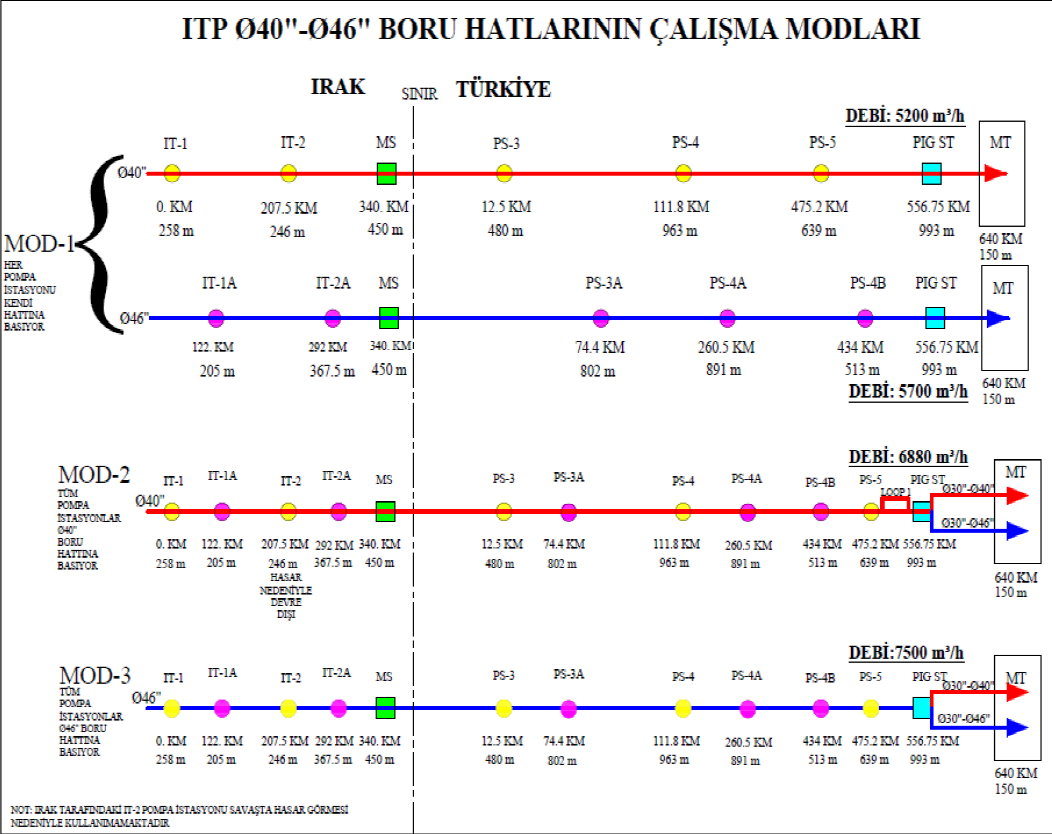 ITP Ø40"-Ø46" BORU HATLARININ ÇALIŞMA MODLARI
IRAK SINIR TÜRKİYE
DEBİ: 5200 m³/h
IT-1 IT-2 MS PS-3 PS-4 PS-5 PIG ST MT
Ø40"
0. KM 207.5 KM 340. KM 12.5 KM 111.8 KM 475.2 KM 556.75 KM
258 m 246 m 450 m 480 m 963 m 639 m 993 m
640 KM
150 m
MOD-1
HER
POMPA
İSTASYONU
KENDİ
HATTINA
BASIYOR
IT-1A IT-2A MS PS-3A PS-4A PS-4B PIG ST MT
Ø46"
122. KM 292 KM 340. KM 74.4 KM 260.5 KM 434 KM 556.75 KM
205 m 367.5 m 450 m 802 m 891 m 513 m 993 m
640 KM
150 m
DEBİ: 5700 m³/h
DEBİ: 6880 m³/h
MOD-2
TÜM
POMPA
İSTASYONLAR
Ø40"
BORU
HATTINA
BASIYOR
IT-1 IT-1A IT-2 IT-2A MS PS-3 PS-3A PS-4 PS-4A PS-4B PS-5 PIG ST MT
Ø40" LOOP 1 Ø30"-Ø40"
Ø30"-Ø46"
0. KM 122. KM 207.5 KM 292 KM 340. KM 12.5 KM 74.4 KM 111.8 KM 260.5 KM 434 KM 475.2 KM 556.75 KM
258 m 205 m 246 m 367.5 m 450 m 480 m 802 m 963 m 891 m 513 m 639 m 993 m
HASAR
NEDENİYLE
DEVRE
DIŞI
640 KM
150 m
DEBİ:7500 m³/h
MOD-3
TÜM
POMPA
İSTASYONLAR
Ø46" BORU
HATTINA
BASIYOR
IT-1 IT-1A IT-2 IT-2A MS PS-3 PS-3A PS-4 PS-4A PS-4B PS-5 PIG ST MT
Ø46" Ø30"-Ø40"
Ø30"-Ø46"
0. KM 122. KM 207.5 KM 292 KM 340. KM 12.5 KM 74.4 KM 111.8 KM 260.5 KM 434 KM 475.2 KM 556.75 KM
258 m 205 m 246 m 367.5 m 450 m 480 m 802 m 963 m 891 m 513 m 639 m 993 m
640 KM
150 m
NOT: IRAK TARAFINDAKİ IT-2 POMPA İSTASYONU SAVAŞTA HASAR GÖRMESİ
NEDENİYLE KULLANIMAMAKTADIR